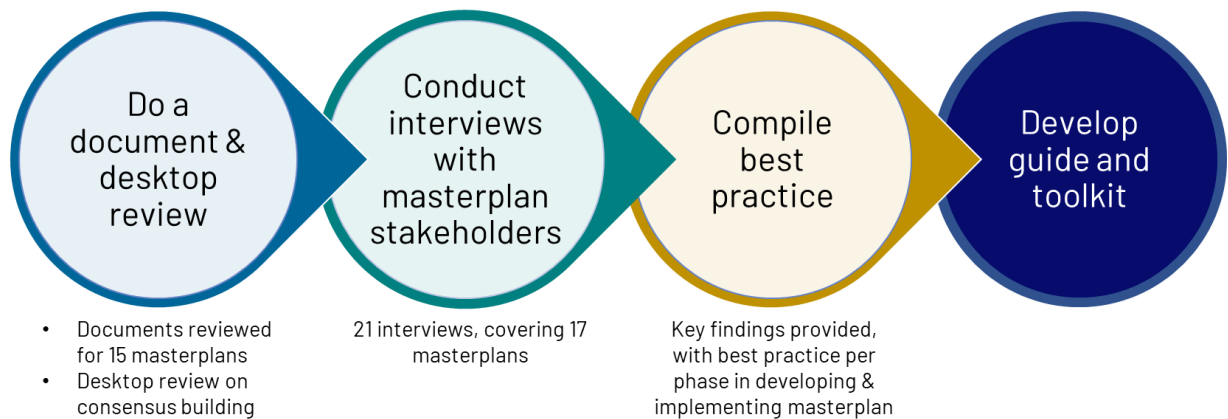 Do a
document &
desktop
review
Conduct
interviews
with
masterplan
stakeholders
Compile
best
practice
Develop
guide and
toolkit
• Documents reviewed
for 15 masterplans
• Desktop review on
consensus building
21 interviews, covering 17
masterplans
Key findings provided,
with best practice per
phase in developing &
implementing masterplan